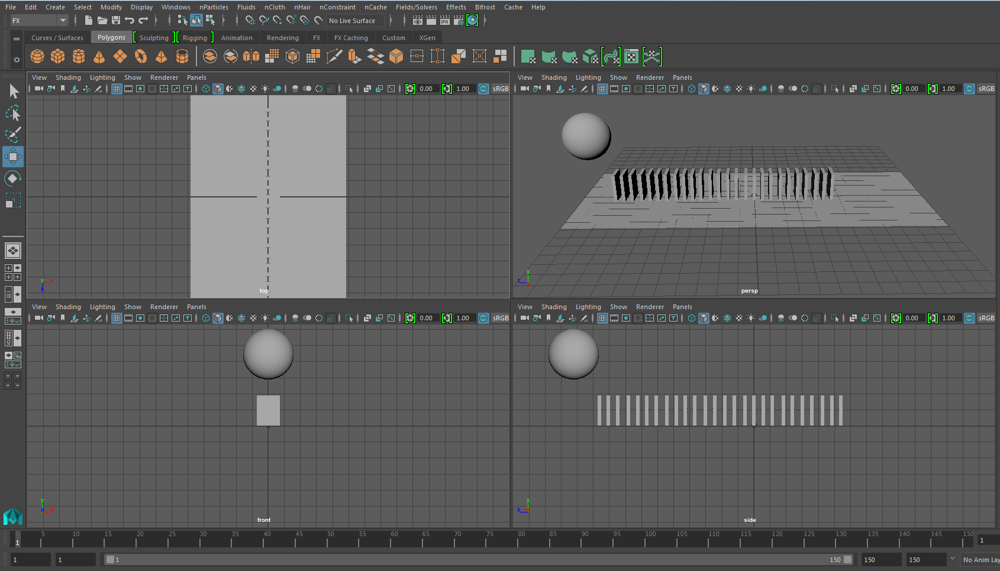 File Edit Create Select Modify Display Windows nParticles Fluids nCloth nHair nConstraint nCache Fields/Solvers Effects Bifrost Cache Help
FX No Live Surface IPR
Curves / Surfaces Polygons Sculpting Rigging Animation Rendering FX FX Caching Custom XGen
View Shading Lighting Show Renderer Panels
0.00 1.00 ON sRGB
top
y x z
View Shading Lighting Show Renderer Panels
0.00 1.00 ON sRGB
persp
y z
View Shading Lighting Show Renderer Panels
0.00 1.00 ON sRGB
front
y z x
View Shading Lighting Show Renderer Panels
0.00 1.00 ON sRGB
side
y z
1 5 10 15 20 25 30 35 40 45 50 55 60 65 70 75 80 85 90 95 100 105 110 115 120 125 130 135 140 145 150 1
1 1 1 150 150 150 No Anim Lay